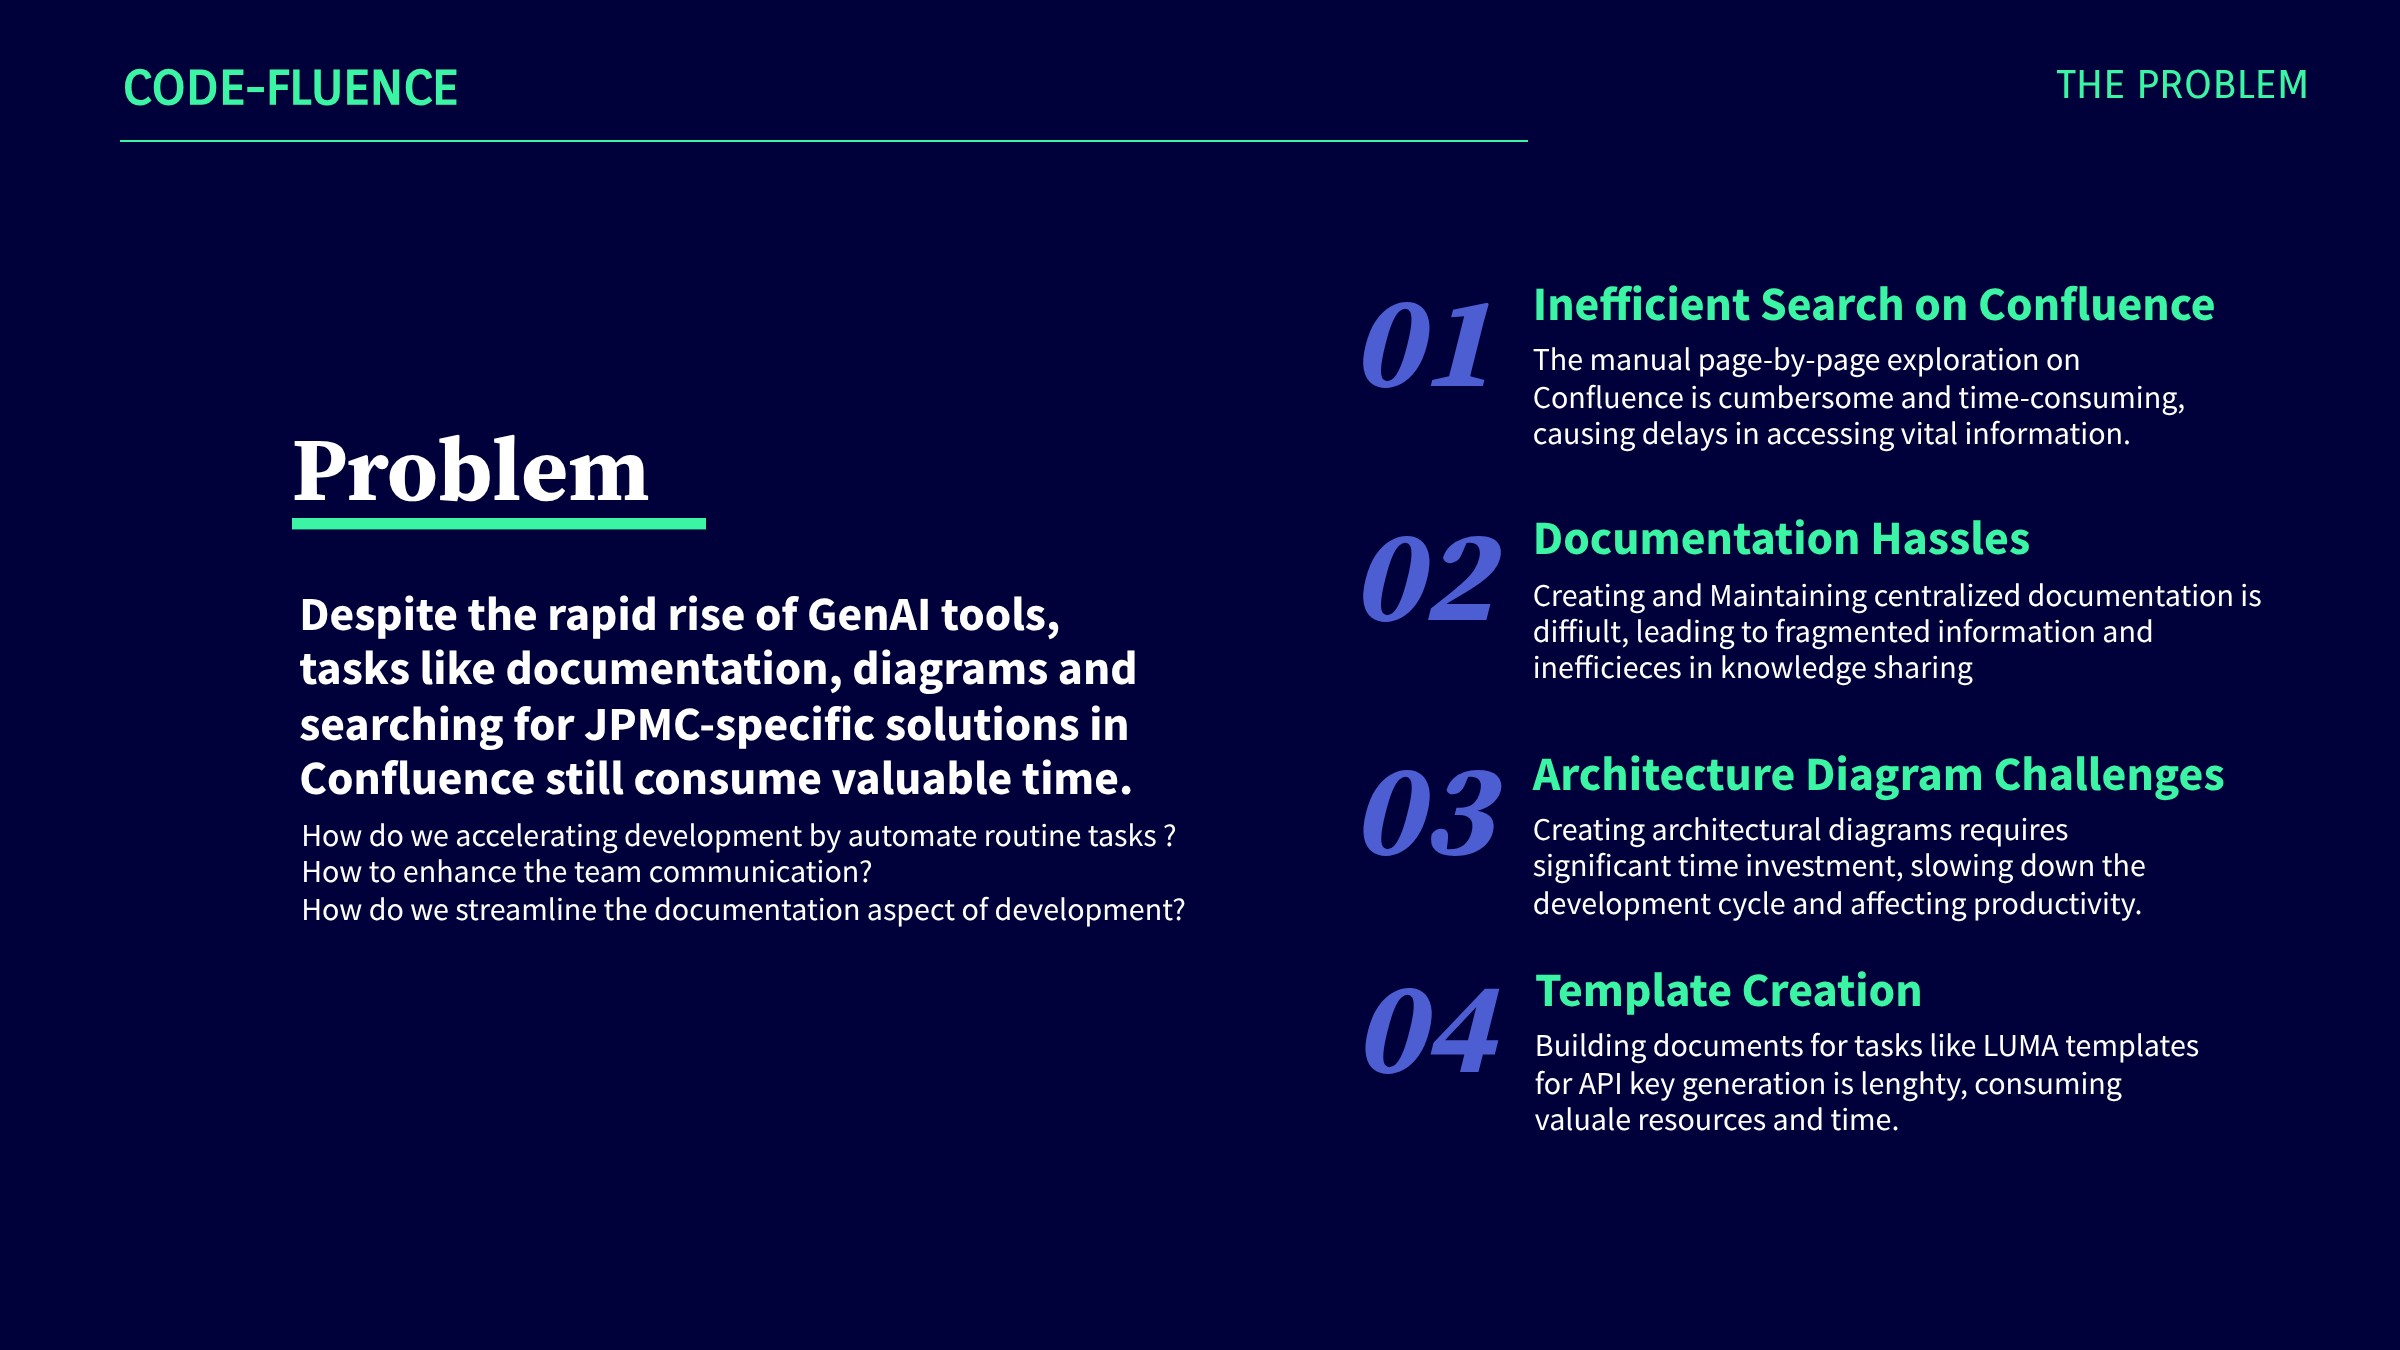 CODE-FLUENCE
THE PROBLEM
Problem
Despite the rapid rise of GenAI tools,
tasks like documentation, diagrams and
searching for JPMC-specific solutions in
Confluence still consume valuable time.
How do we accelerating development by automate routine tasks ?
How to enhance the team communication?
How do we streamline the documentation aspect of development?
01
Inefficient Search on Confluence
The manual page-by-page exploration on
Confluence is cumbersome and time-consuming,
causing delays in accessing vital information.
02
Documentation Hassles
Creating and Maintaining centralized documentation is
diffiult, leading to fragmented information and
inefficieces in knowledge sharing
03
Architecture Diagram Challenges
Creating architectural diagrams requires
significant time investment, slowing down the
development cycle and affecting productivity.
04
Template Creation
Building documents for tasks like LUMA templates
for API key generation is lenghty, consuming
valuale resources and time.